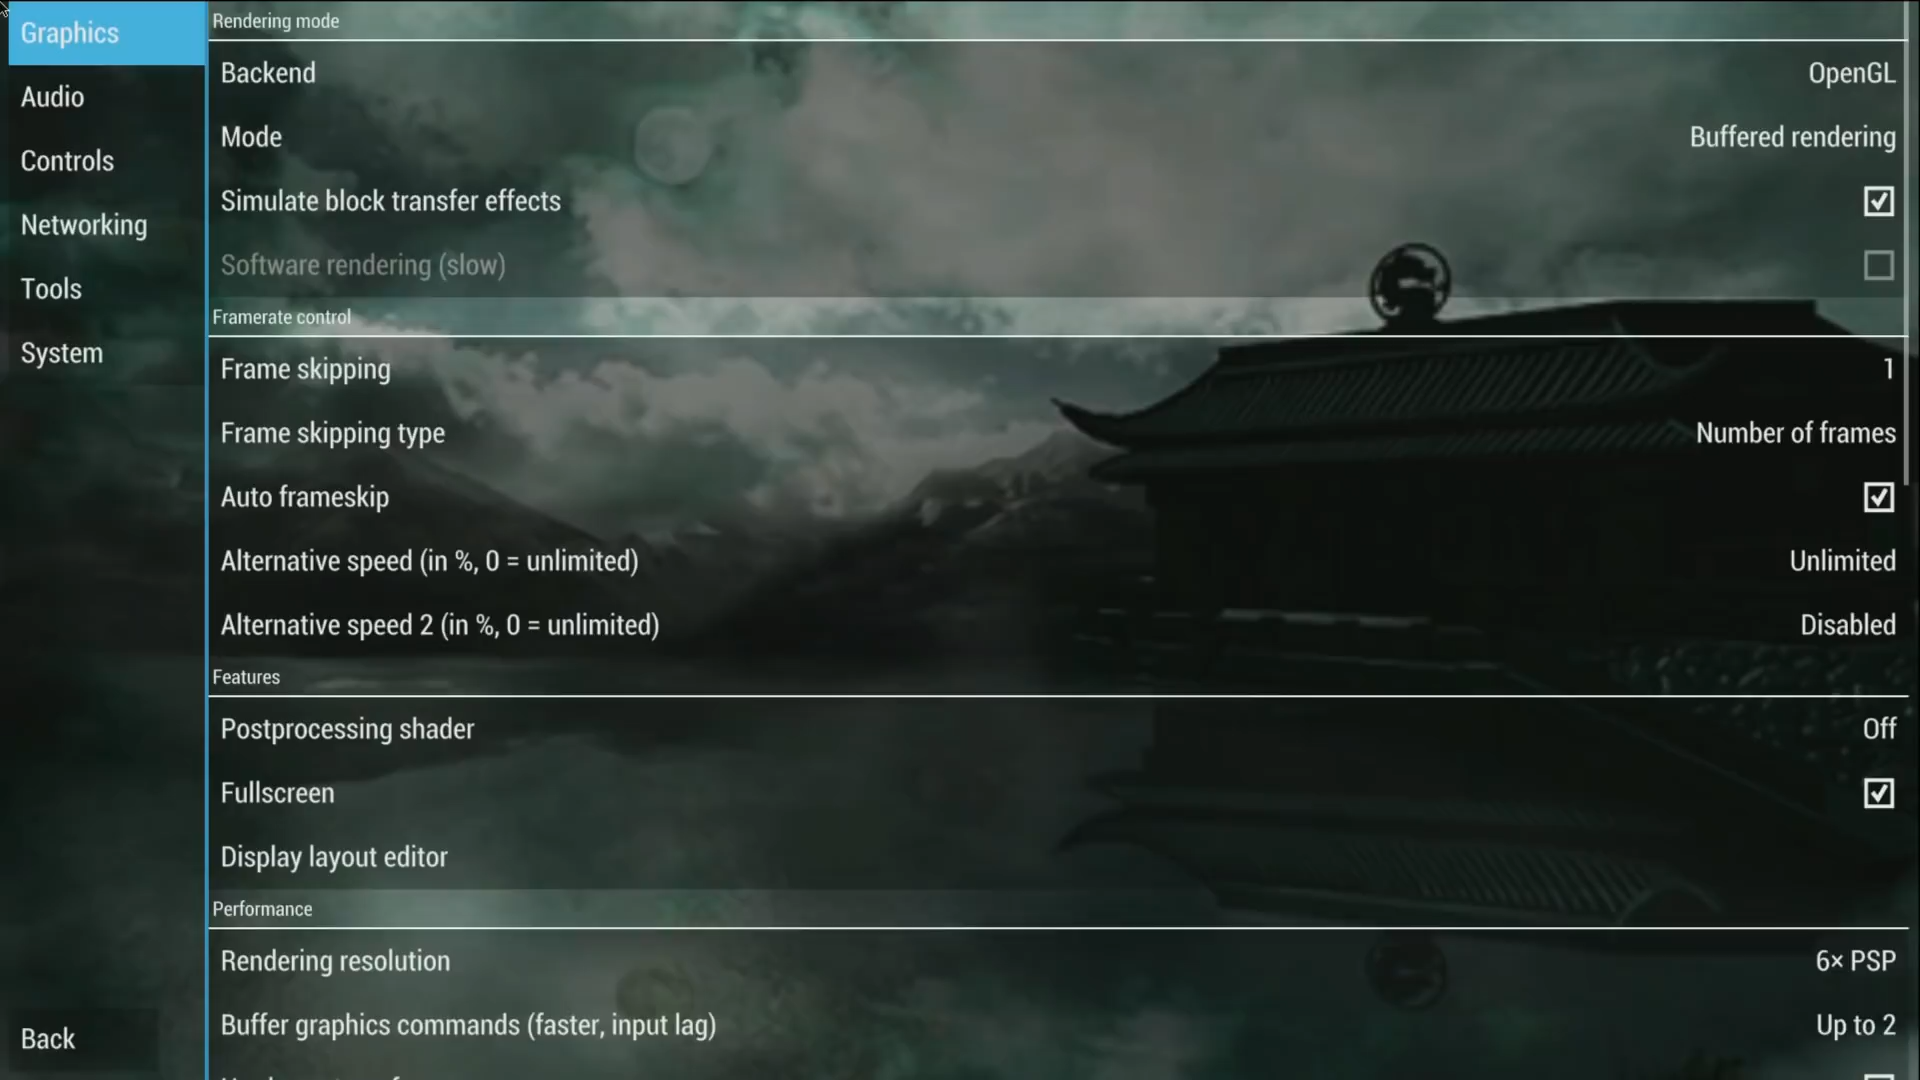 Graphics
Audio
Controls
Networking
Tools
System
Back
Rendering mode
Backend OpenGL
Mode Buffered rendering
Simulate block transfer effects
Software rendering (slow)
Framerate control
Frame skipping 1
Frame skipping type Number of frames
Auto frameskip
Alternative speed (in %, 0 = unlimited) Unlimited
Alternative speed 2 (in %, 0 = unlimited) Disabled
Features
Postprocessing shader Off
Fullscreen
Display layout editor
Performance
Rendering resolution 6× PSP
Buffer graphics commands (faster, input lag) Up to 2